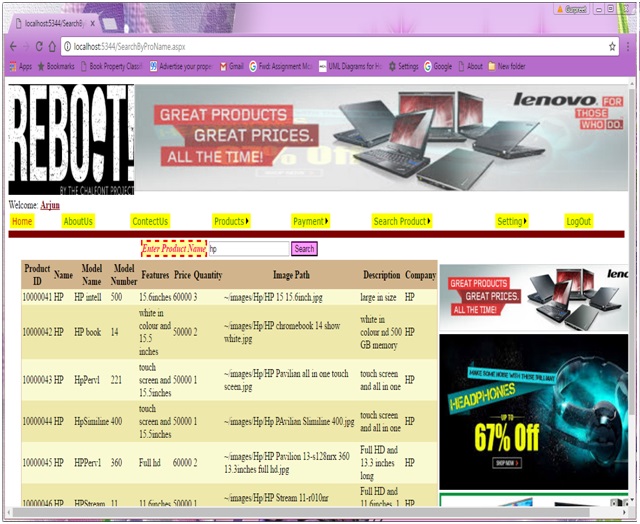 Gurpreet
localhost:5344/SearchB
localhost:5344/SearchByProName.aspx
Apps Bookmarks Book Property Classi Advertise your prope Gmail Fwd: Assignment Mu UML Diagrams for Ho Settings Google About New folder
REBOOT!
BY THE CHALFONT PROJECT
GREAT PRODUCTS
GREAT PRICES.
ALL THE TIME!
67% Off
lenovo. FOR THOSE WHO DO.
Welcome: Arjun
Home AboutUs ContectUs Products Payment Search Product Setting LogOut
Enter Product Name hp Search
Product ID Name Model Name Model Number Features Price Quantity Image Path Description Company
10000041 HP HP intell 500 15.6inches 60000 3 ~/images/Hp/HP 15 15.6inch.jpg large in size HP
10000042 HP HP book 14 white in colour and 15.5 inches 50000 2 ~/images/Hp/HP chromebook 14 show white.jpg white in colour nd 500 GB memory HP
10000043 HP HpPerv1 221 touch screen and 15.5inches 50000 1 ~/images/Hp/HP Pavilian all in one touch sceen.jpg touch screen and all in one HP
10000044 HP HpSimiline 400 touch screen and 15.5inches 50000 1 ~/images/Hp/Hp PAvilian Slimiline 400.jpg touch screen and all in one HP
10000045 HP HPPerv1 360 Full hd 60000 2 ~/images/Hp/HP Pavilion 13-s128nrx 360 13.3inches full hd.jpg Full HD and 13.3 inches long HP
10000046 HP HPStream 11 11.6inches 50000 1 ~/images/Hp/HP Stream 11-r010nr Full HD and 11.6inches HP
GREAT PRODUCTS
GREAT PRICES.
ALL THE TIME!
MAKE SOME NOISE WITH THESE BRILLIANT
HEADPHONES
UP TO
67% Off
SHOP NOW